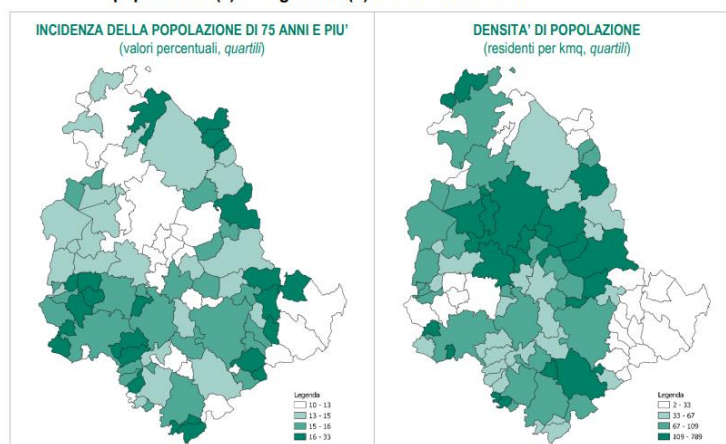 INCIDENZA DELLA POPOLAZIONE DI 75 ANNI E PIU'
(valori percentuali, quartili)
Legenda
10 - 13
13 - 15
15 - 16
16 - 33
DENSITA' DI POPOLAZIONE
(residenti per kmq, quartili)
Legenda
2 - 33
33 - 67
67 - 109
109 - 789